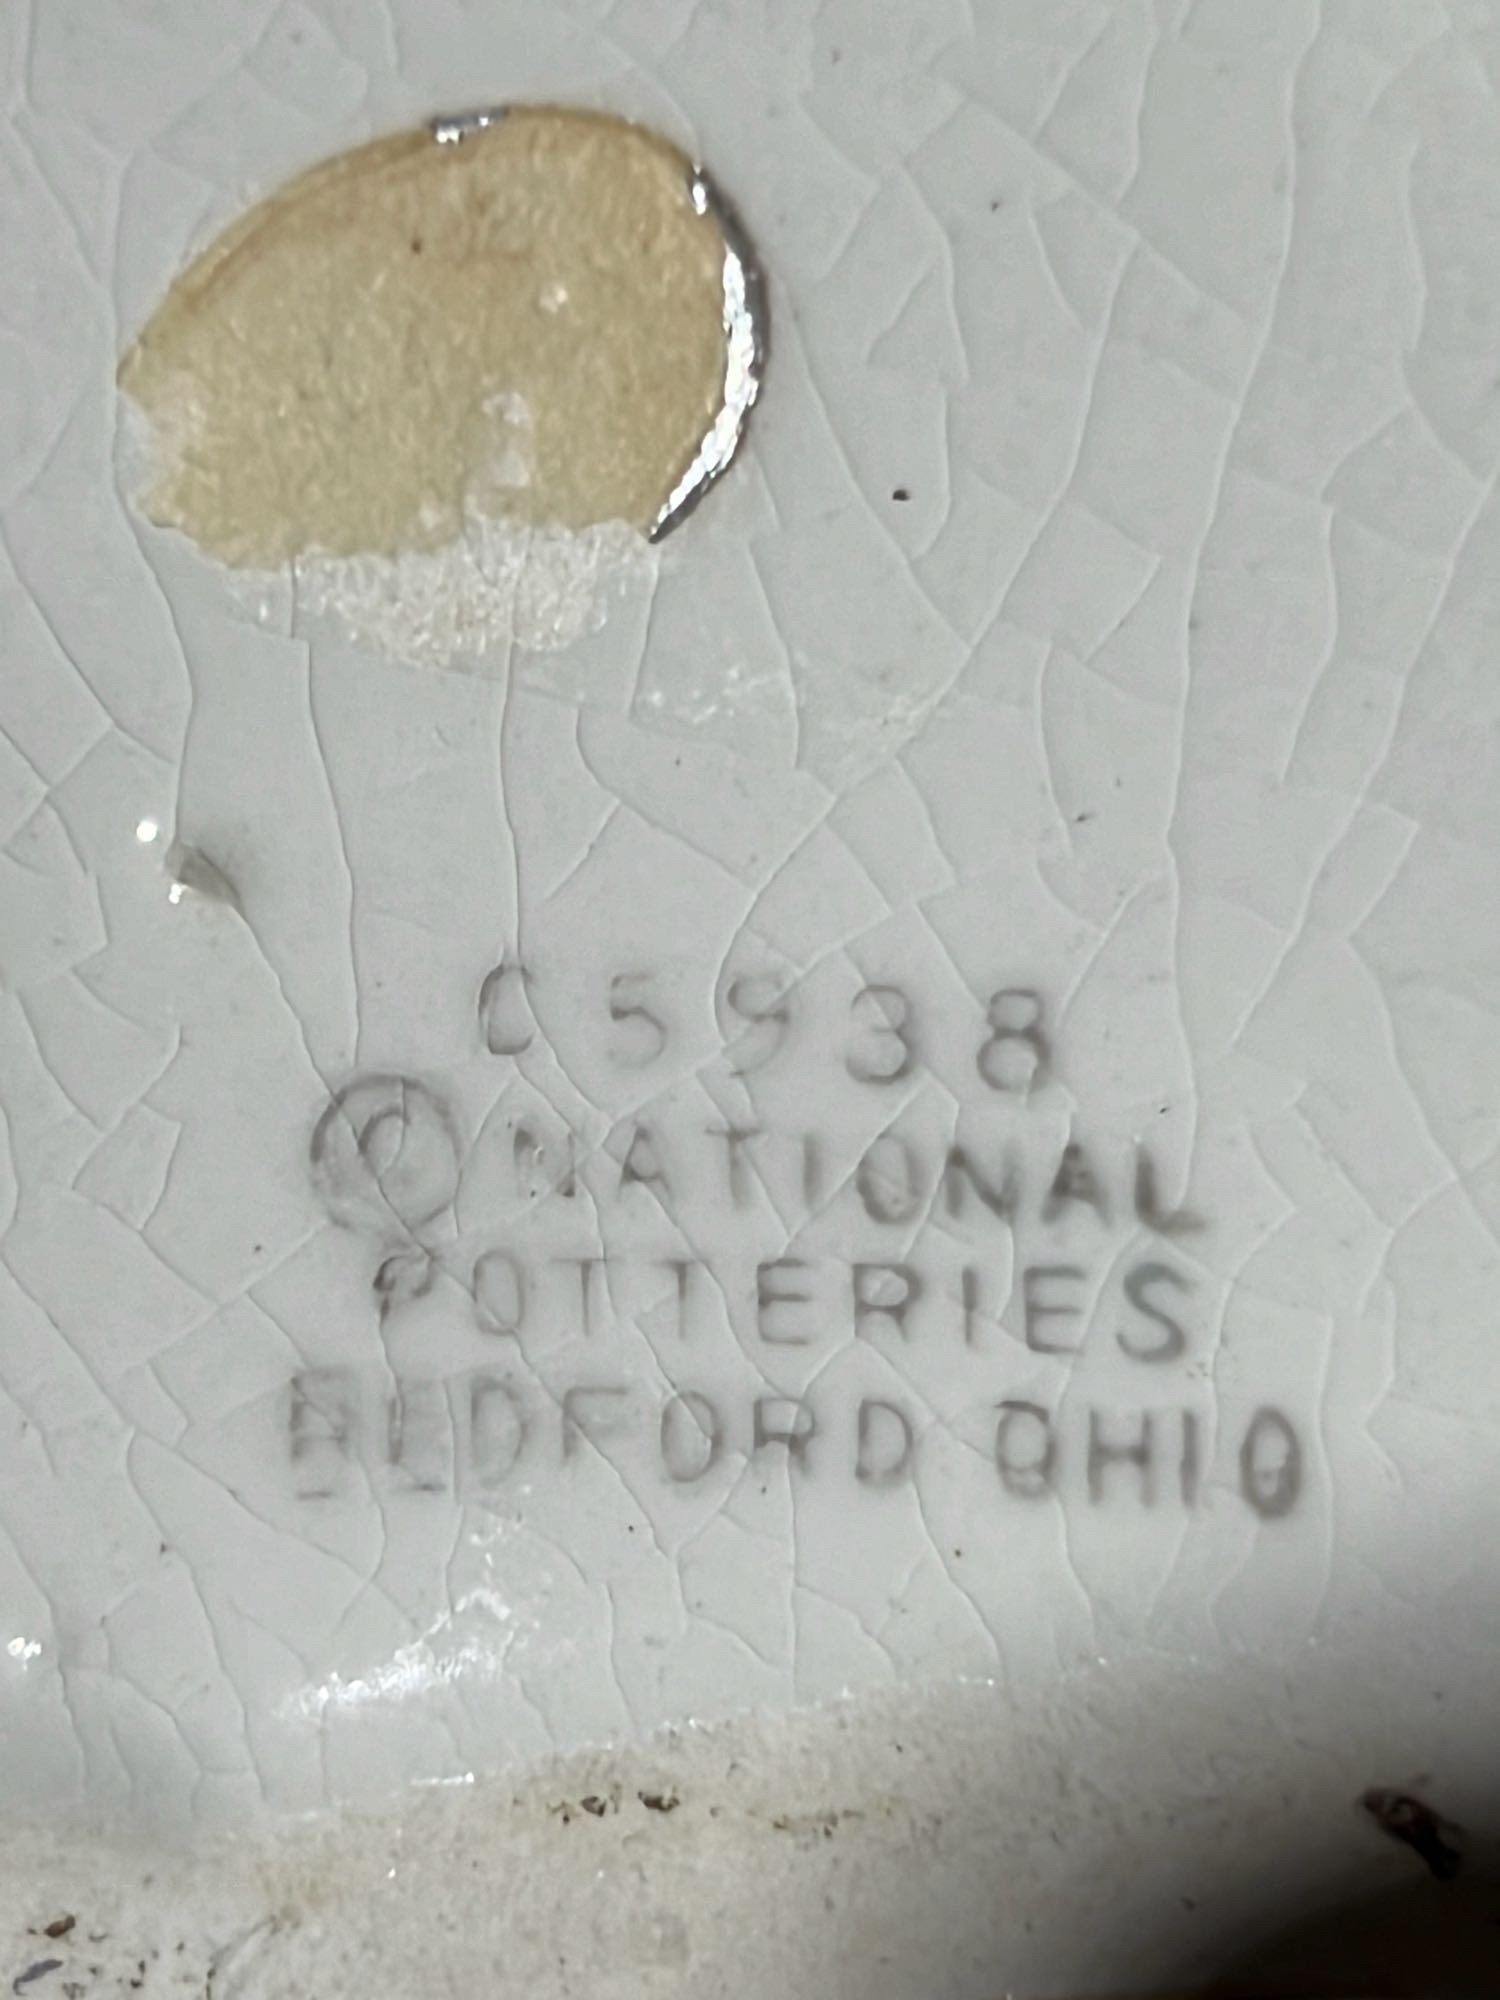 C5938
© NATIONAL
POTTERIES
BEDFORD OHIO